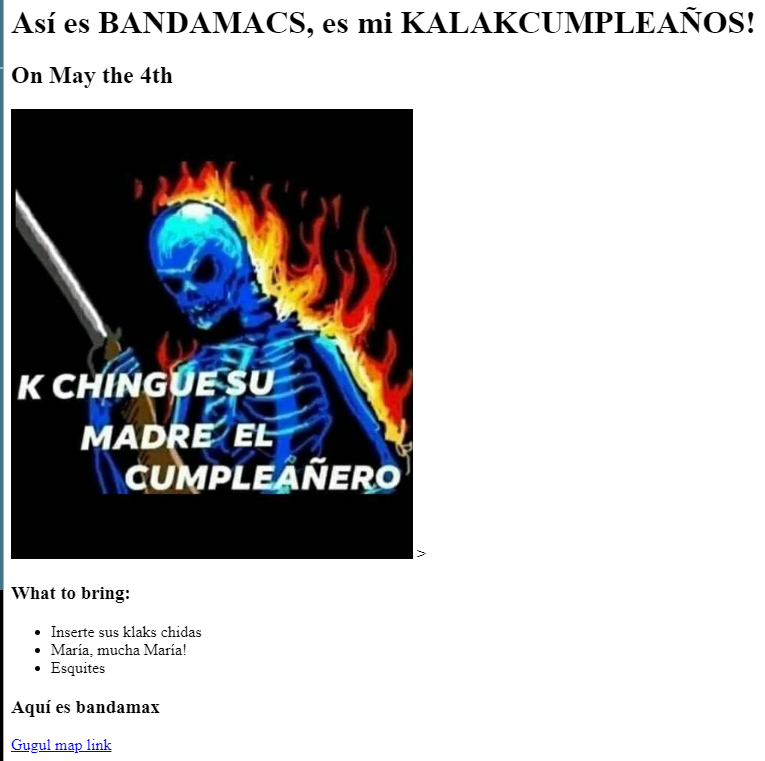 Así es BANDAMACS, es mi KALAKCUMPLEAÑOS!
On May the 4th
K CHINGUE SU
MADRE EL
CUMPLEAÑERO
>
What to bring:
Inserte sus klaks chidas
María, mucha María!
Esquites
Aquí es bandamax
Gugul map link